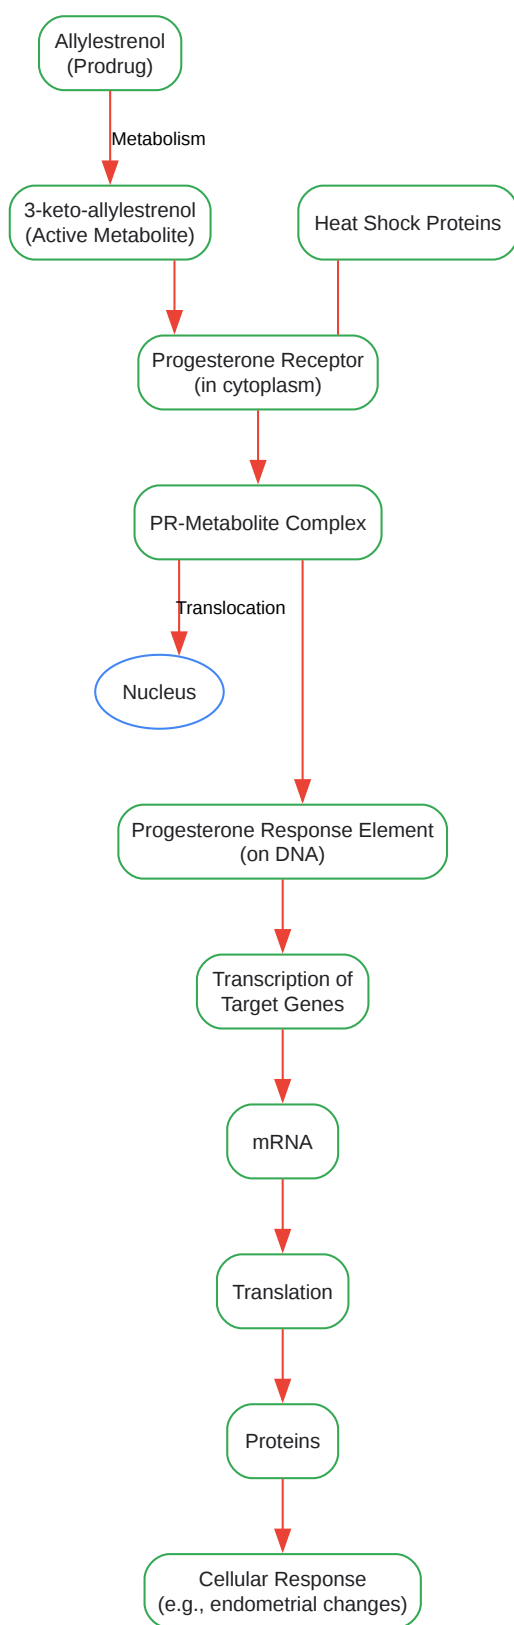 Allylestrenol
(Prodrug)
Metabolism
3-keto-allylestrenol
(Active Metabolite)
Heat Shock Proteins
Progesterone Receptor
(in cytoplasm)
PR-Metabolite Complex
Translocation
Nucleus
Progesterone Response Element
(on DNA)
Transcription of
Target Genes
mRNA
Translation
Proteins
Cellular Response
(e.g., endometrial changes)